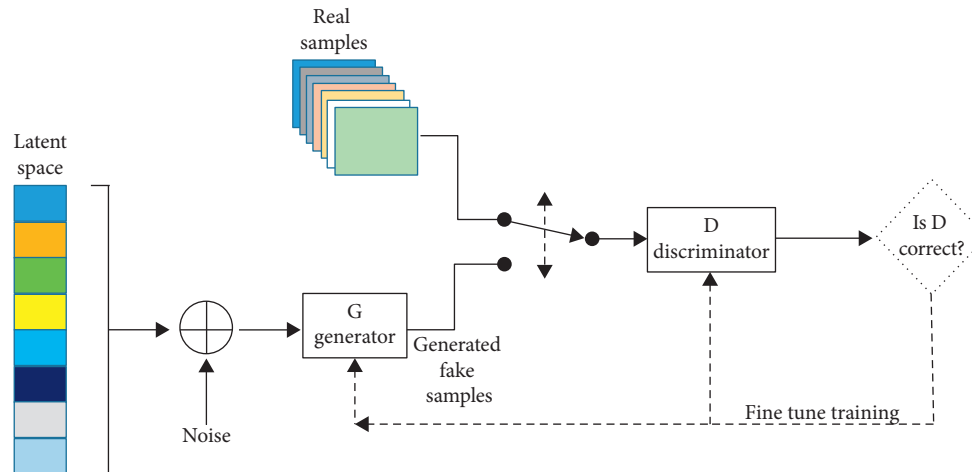 Real
samples
Latent
space
D
discriminator
Is D
correct?
G
generator
Generated
fake
samples
Noise
Fine tune training